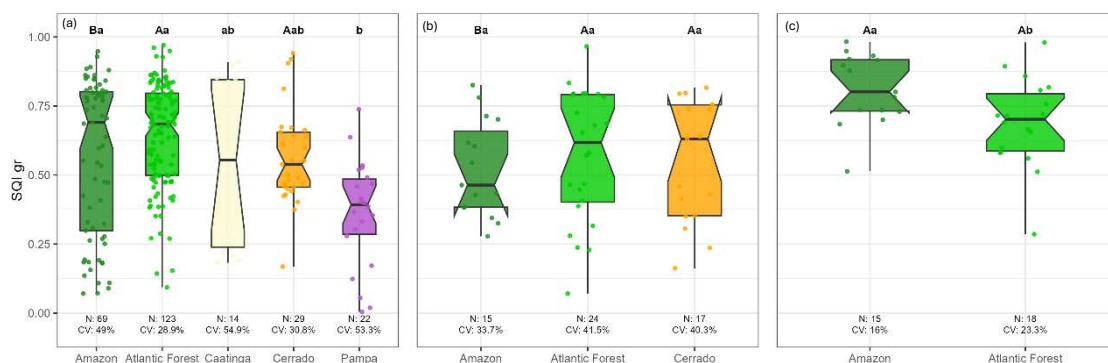 (a)
Ba Aa ab Aab b
(b)
Ba Aa Aa
(c)
Aa Ab
SQI gr
1.00
0.75
0.50
0.25
0.00
N: 69 N: 123 N: 14 N: 29 N: 22
CV: 49% CV: 28.9% CV: 54.9% CV: 30.8% CV: 53.3%
Amazon Atlantic Forest Caatinga Cerrado Pampa
N: 15 N: 24 N: 17
CV: 33.7% CV: 41.5% CV: 40.3%
Amazon Atlantic Forest Cerrado
N: 15 N: 18
CV: 16% CV: 23.3%
Amazon Atlantic Forest